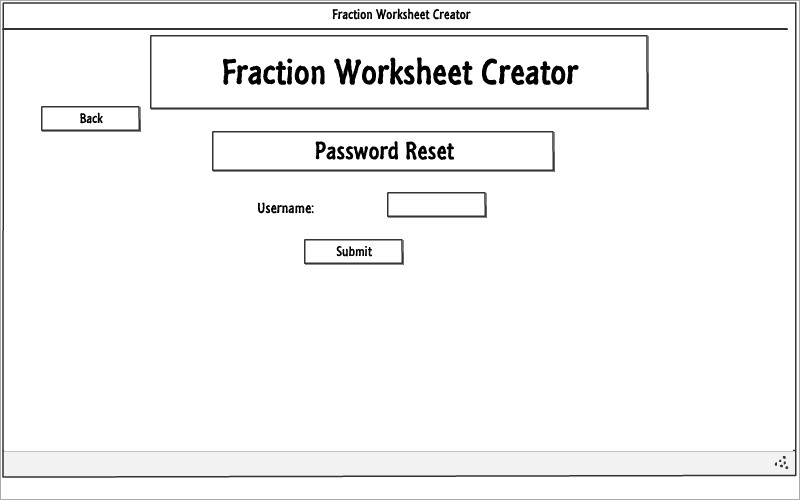 Fraction Worksheet Creator
Fraction Worksheet Creator
Back
Password Reset
Username:
Submit